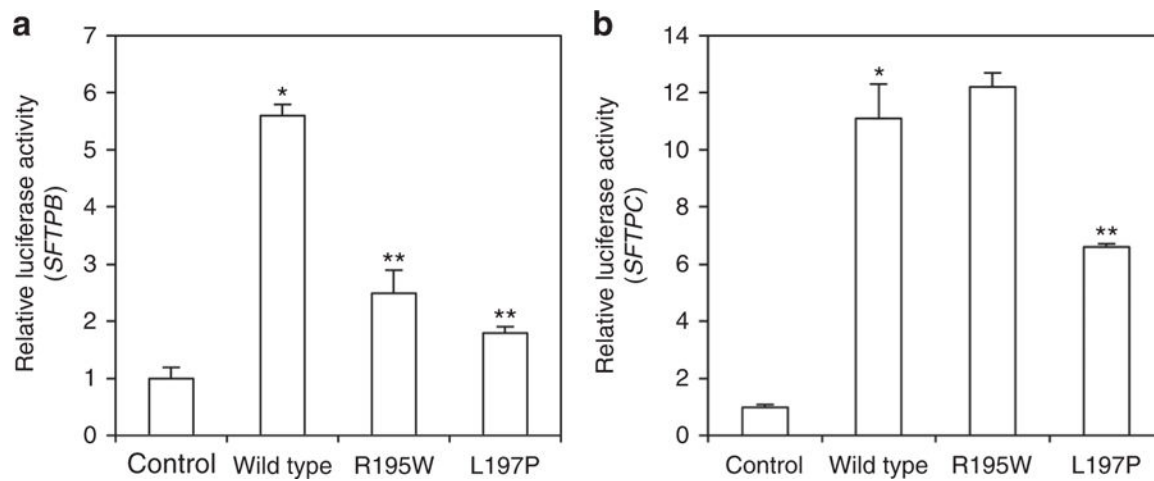 a
Relative luciferase activity
(SFTPB)
7
6
5
4
3
2
1
0
*
**
**
Control Wild type R195W L197P
b
Relative luciferase activity
(SFTPC)
14
12
10
8
6
4
2
0
*
**
Control Wild type R195W L197P